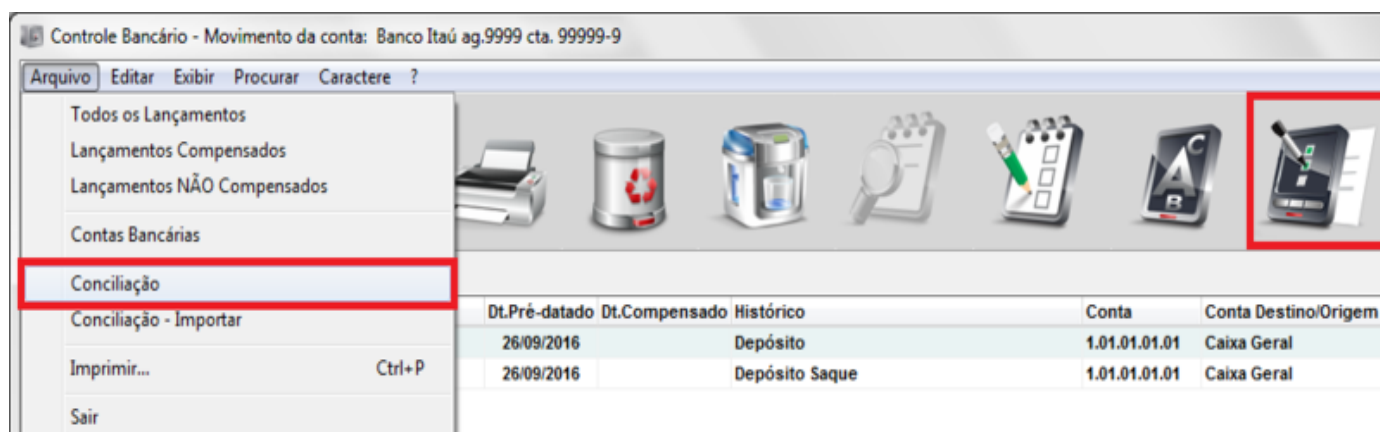 Controle Bancário - Movimento da conta: Banco Itaú ag.9999 cta. 99999-9
Arquivo Editar Exibir Procurar Caractere ?
Todos os Lançamentos
Lançamentos Compensados
Lançamentos NÃO Compensados
Contas Bancárias
Conciliação
Conciliação - Importar
Imprimir... Ctrl+P
Sair
A C B
Dt.Pré-datado Dt.Compensado Histórico Conta Conta Destino/Origem
26/09/2016 Depósito 1.01.01.01.01 Caixa Geral
26/09/2016 Depósito Saque 1.01.01.01.01 Caixa Geral